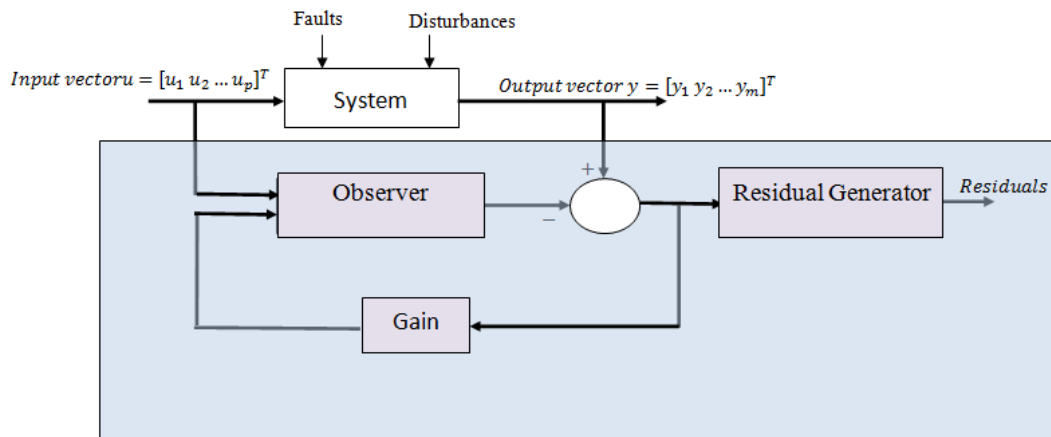 Faults
Disturbances
Input vectoru = [u₁ u₂ … uₚ]ᵀ
System
Output vector y = [y₁ y₂ … yₘ]ᵀ
+
Observer
−
Residual Generator
Residuals
Gain